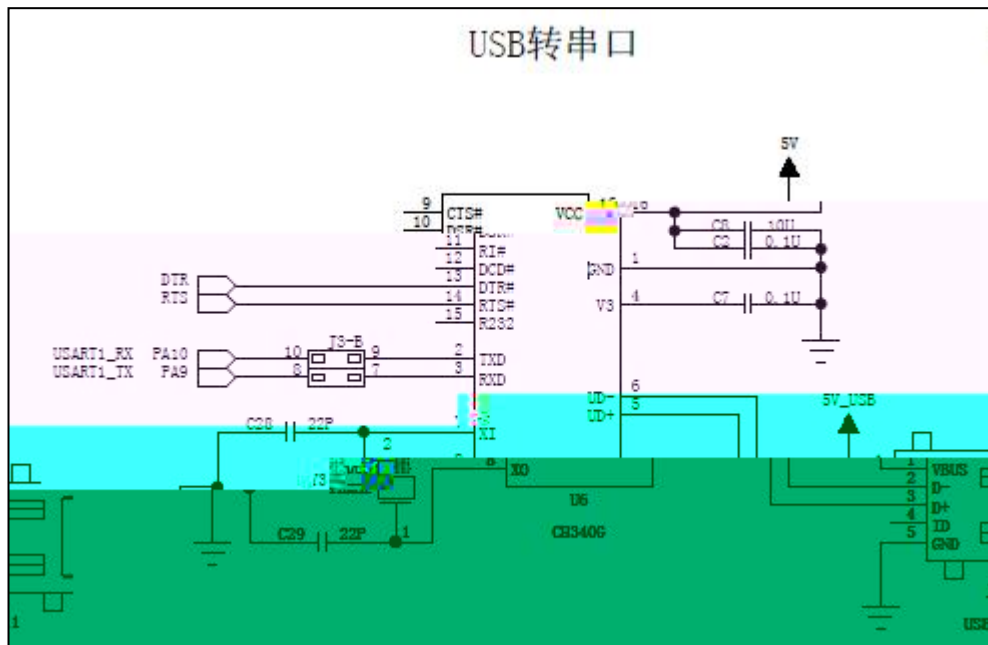 USB转串口
5V
9 CTS#
10 DSR#
11 RI#
12 DCD#
DTR 13 DTR#
RTS 14 RTS#
15 R232
VCC 16
C8 10U
C2 0.1U
GND 1
V3 4 C7 0.1U
J3-B
USART1_RX PA10 10 9 2 TXD
USART1_TX PA9 8 7 3 RXD
UD- 6
UD+ 5
5V_USB
C28 22P
XI
2
8 XO
U6
CH340G
C29 22P 1
1 VBUS
2 D-
3 D+
4 ID
5 GND
1